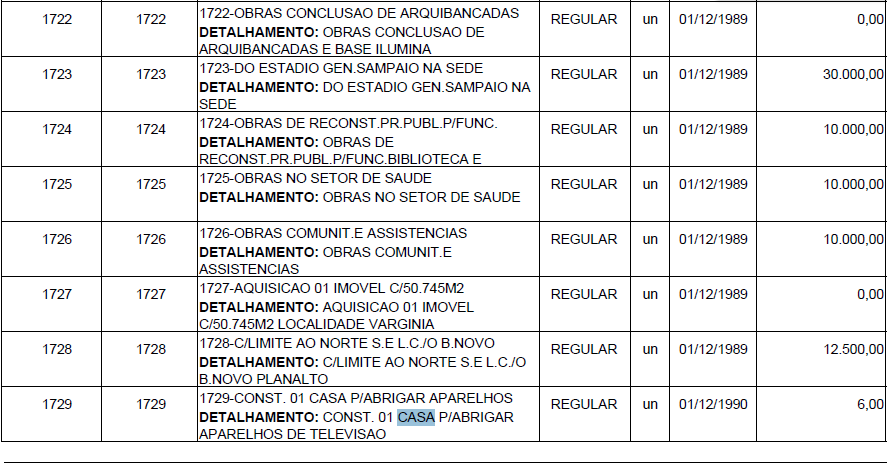 1722 1722 1722-OBRAS CONCLUSAO DE ARQUIBANCADAS REGULAR un 01/12/1989 0,00
DETALHAMENTO: OBRAS CONCLUSAO DE
ARQUIBANCADAS E BASE ILUMINA
1723 1723 1723-DO ESTADIO GEN.SAMPAIO NA SEDE REGULAR un 01/12/1989 30.000,00
DETALHAMENTO: DO ESTADIO GEN.SAMPAIO NA
SEDE
1724 1724 1724-OBRAS DE RECONST.PR.PUBL.P/FUNC. REGULAR un 01/12/1989 10.000,00
DETALHAMENTO: OBRAS DE
RECONST.PR.PUBL.P/FUNC.BIBLIOTECA E
1725 1725 1725-OBRAS NO SETOR DE SAUDE REGULAR un 01/12/1989 10.000,00
DETALHAMENTO: OBRAS NO SETOR DE SAUDE
1726 1726 1726-OBRAS COMUNIT.E ASSISTENCIAS REGULAR un 01/12/1989 10.000,00
DETALHAMENTO: OBRAS COMUNIT.E
ASSISTENCIAS
1727 1727 1727-AQUISICAO 01 IMOVEL C/50.745M2 REGULAR un 01/12/1989 0,00
DETALHAMENTO: AQUISICAO 01 IMOVEL
C/50.745M2 LOCALIDADE VARGINIA
1728 1728 1728-C/LIMITE AO NORTE S.E L.C./O B.NOVO REGULAR un 01/12/1989 12.500,00
DETALHAMENTO: C/LIMITE AO NORTE S.E L.C./O
B.NOVO PLANALTO
1729 1729 1729-CONST. 01 CASA P/ABRIGAR APARELHOS REGULAR un 01/12/1990 6,00
DETALHAMENTO: CONST. 01 CASA P/ABRIGAR
APARELHOS DE TELEVISAO